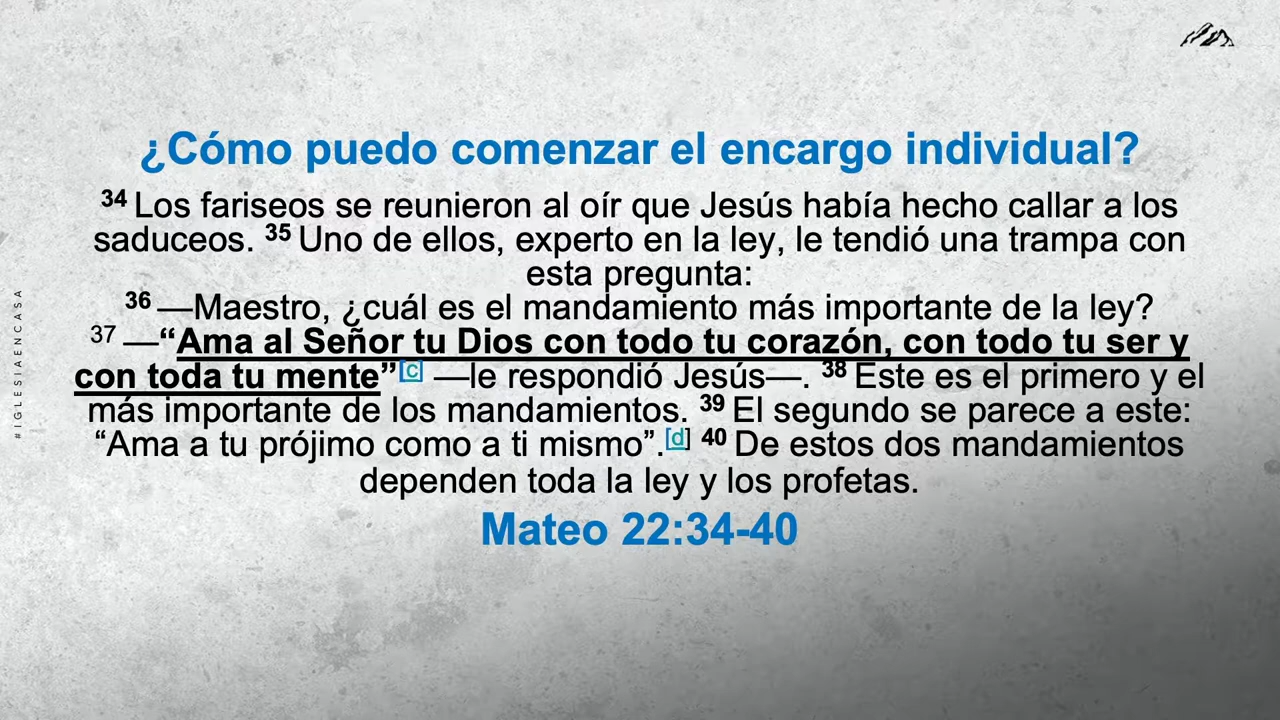 ¿Cómo puedo comenzar el encargo individual?
34 Los fariseos se reunieron al oír que Jesús había hecho callar a los
saduceos. 35 Uno de ellos, experto en la ley, le tendió una trampa con
esta pregunta:
36 —Maestro, ¿cuál es el mandamiento más importante de la ley?
37 —“Ama al Señor tu Dios con todo tu corazón, con todo tu ser y
con toda tu mente”[c] —le respondió Jesús—. 38 Este es el primero y el
más importante de los mandamientos. 39 El segundo se parece a este:
“Ama a tu prójimo como a ti mismo”.[d] 40 De estos dos mandamientos
dependen toda la ley y los profetas.
Mateo 22:34-40
#IGLESIAENCASA